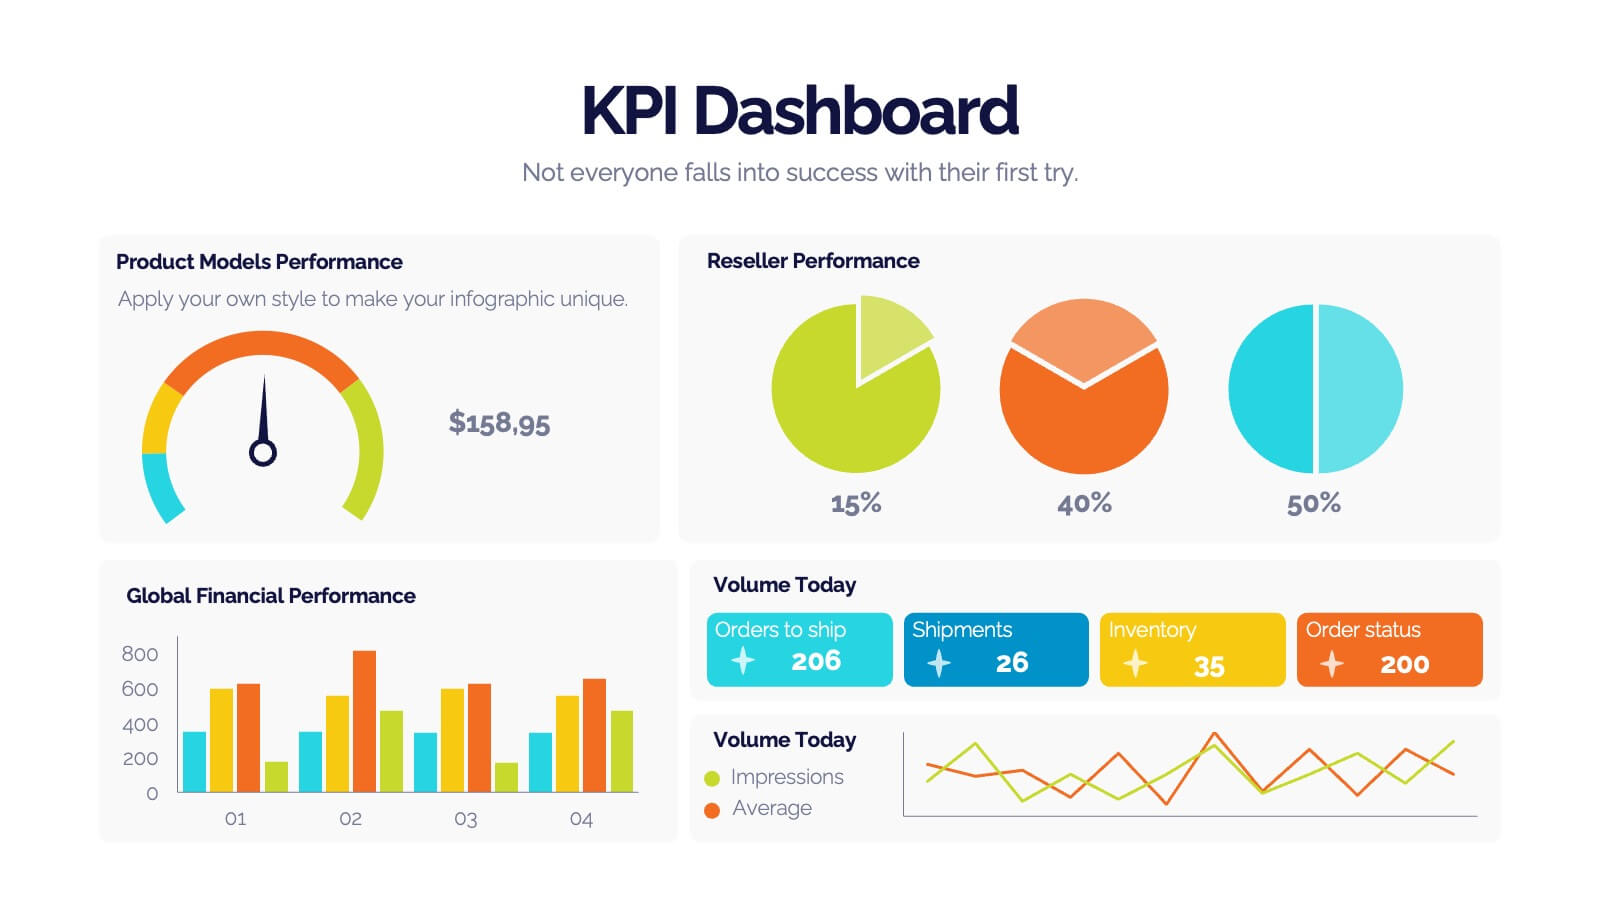 KPI Dashboard
Not everyone falls into success with their first try.
Product Models Performance
Apply your own style to make your infographic unique.
$158,95
Reseller Performance
15%
40%
50%
Global Financial Performance
800
600
400
200
0
01
02
03
04
Volume Today
Orders to ship
206
Shipments
26
Inventory
35
Order status
200
Volume Today
Impressions
Average